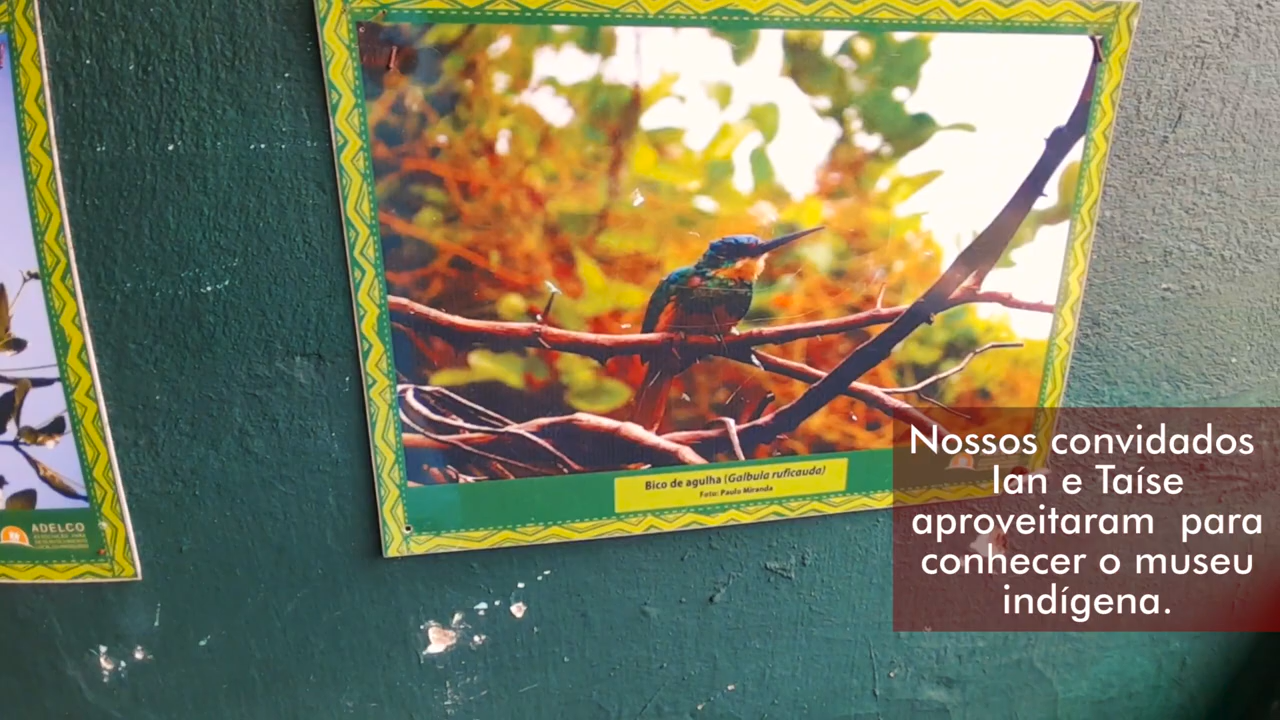 Bico de agulha (Galbula ruficauda)
Foto: Paulo Miranda
ADELCO
Nossos convidados
Ian e Taíse
aproveitaram para
conhecer o museu
indígena.